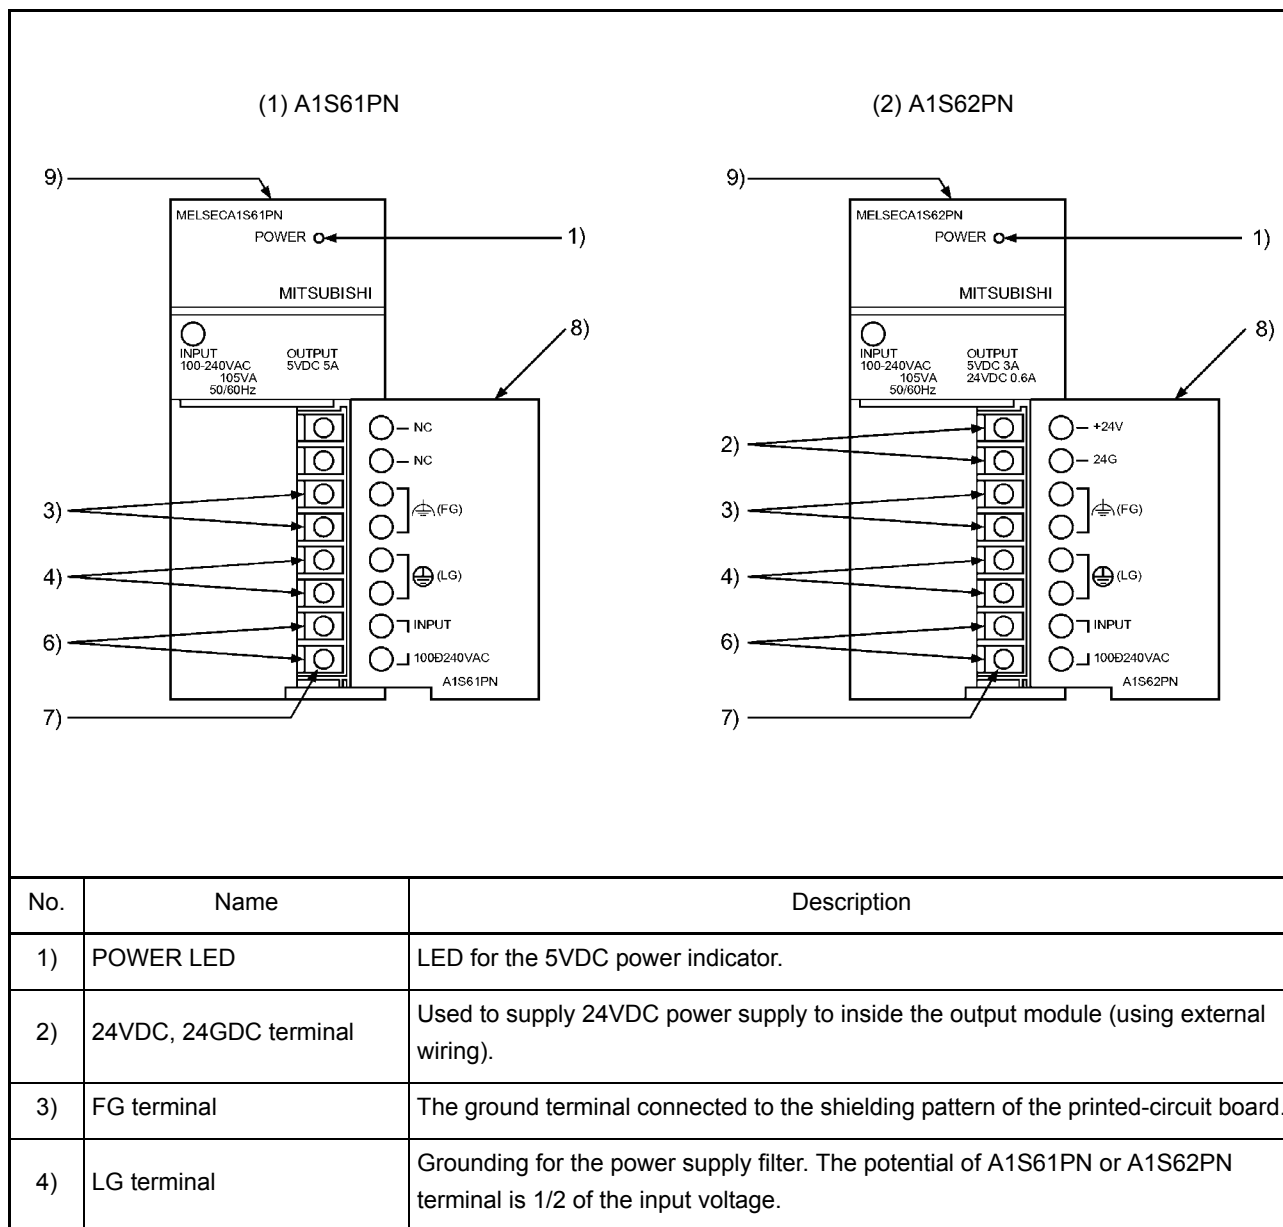 (1) A1S61PN
(2) A1S62PN
9)
MELSECA1S61PN
POWER
1)
MITSUBISHI
8)
INPUT
100-240VAC
105VA
50/60Hz
OUTPUT
5VDC 5A
NC
NC
3)
(FG)
4)
(LG)
6)
INPUT
100Ð240VAC
A1S61PN
7)
9)
MELSECA1S62PN
POWER
1)
MITSUBISHI
8)
INPUT
100-240VAC
105VA
50/60Hz
OUTPUT
5VDC 3A
24VDC 0.6A
2)
+24V
24G
3)
(FG)
4)
(LG)
6)
INPUT
100Ð240VAC
A1S62PN
7)
No. Name Description
1) POWER LED LED for the 5VDC power indicator.
2) 24VDC, 24GDC terminal Used to supply 24VDC power supply to inside the output module (using external
wiring).
3) FG terminal The ground terminal connected to the shielding pattern of the printed-circuit board.
4) LG terminal Grounding for the power supply filter. The potential of A1S61PN or A1S62PN
terminal is 1/2 of the input voltage.